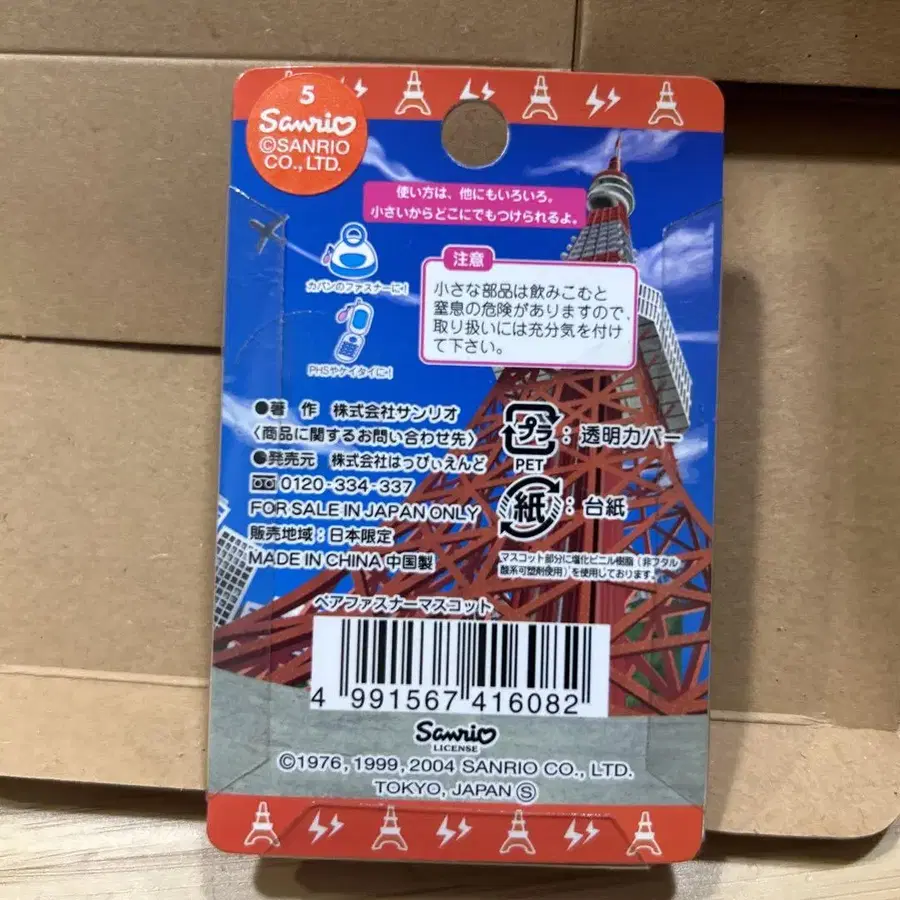 5
Sanrio
©SANRIO
CO., LTD.
使い方は、他にもいろいろ。
小さいからどこにでもつけられるよ。
カバンのファスナーに!
PHSやケイタイに!
注意
小さな部品は飲みこむと
窒息の危険がありますので、
取り扱いには充分気を付け
て下さい。
●著 作 株式会社サンリオ
〈商品に関するお問い合わせ先〉
●発売元 株式会社はっぴぃえんど
0120-334-337
FOR SALE IN JAPAN ONLY
販売地域:日本限定
MADE IN CHINA 中国製
プラ
PET
:透明カバー
紙
:台紙
マスコット部分に塩化ビニル樹脂(非フタル
酸系可塑剤使用)を使用しております。
ペアファスナーマスコット
4 991567 416082
Sanrio
LICENSE
©1976, 1999, 2004 SANRIO CO., LTD.
TOKYO, JAPAN Ⓢ